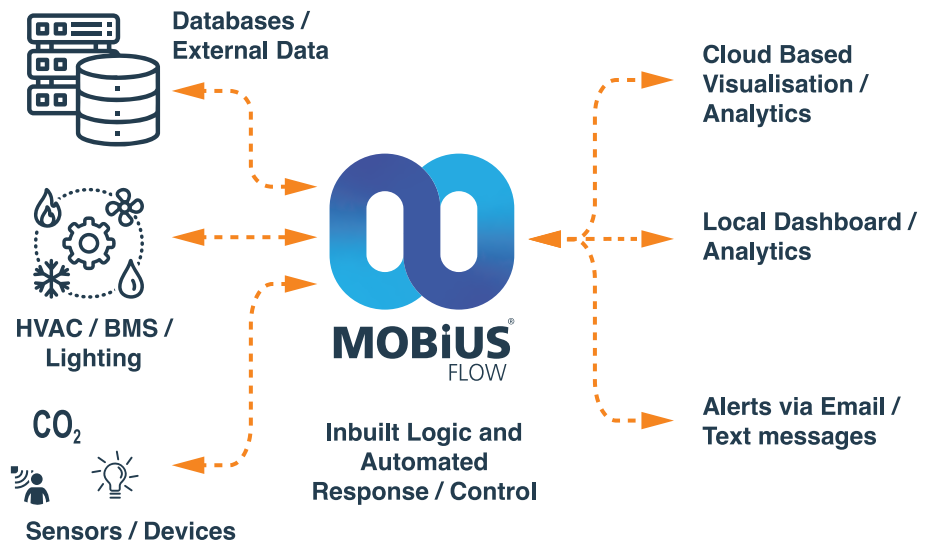 Databases /
External Data
HVAC / BMS /
Lighting
CO₂
Sensors / Devices
MOBiUS®
FLOW
Inbuilt Logic and
Automated
Response / Control
Cloud Based
Visualisation /
Analytics
Local Dashboard /
Analytics
Alerts via Email /
Text messages